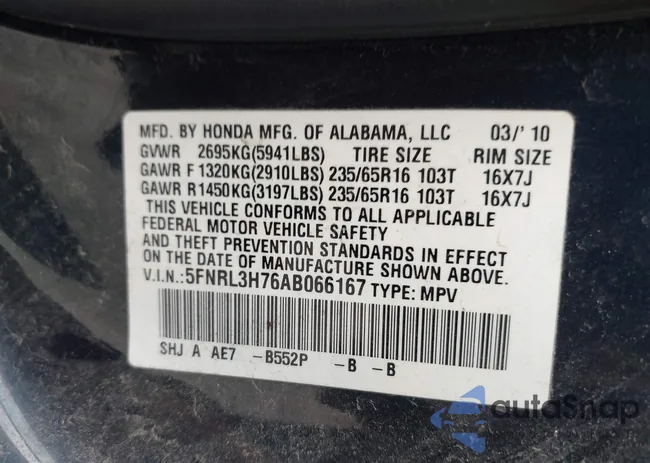 MFD. BY HONDA MFG. OF ALABAMA, LLC 03/' 10
GVWR 2695KG(5941LBS) TIRE SIZE RIM SIZE
GAWR F 1320KG(2910LBS) 235/65R16 103T 16X7J
GAWR R1450KG(3197LBS) 235/65R16 103T 16X7J
THIS VEHICLE CONFORMS TO ALL APPLICABLE
FEDERAL MOTOR VEHICLE SAFETY
AND THEFT PREVENTION STANDARDS IN EFFECT
ON THE DATE OF MANUFACTURE SHOWN ABOVE.
V.I.N.:5FNRL3H76AB066167 TYPE: MPV
SHJ A AE7 -B552P -B -B
autoSnap